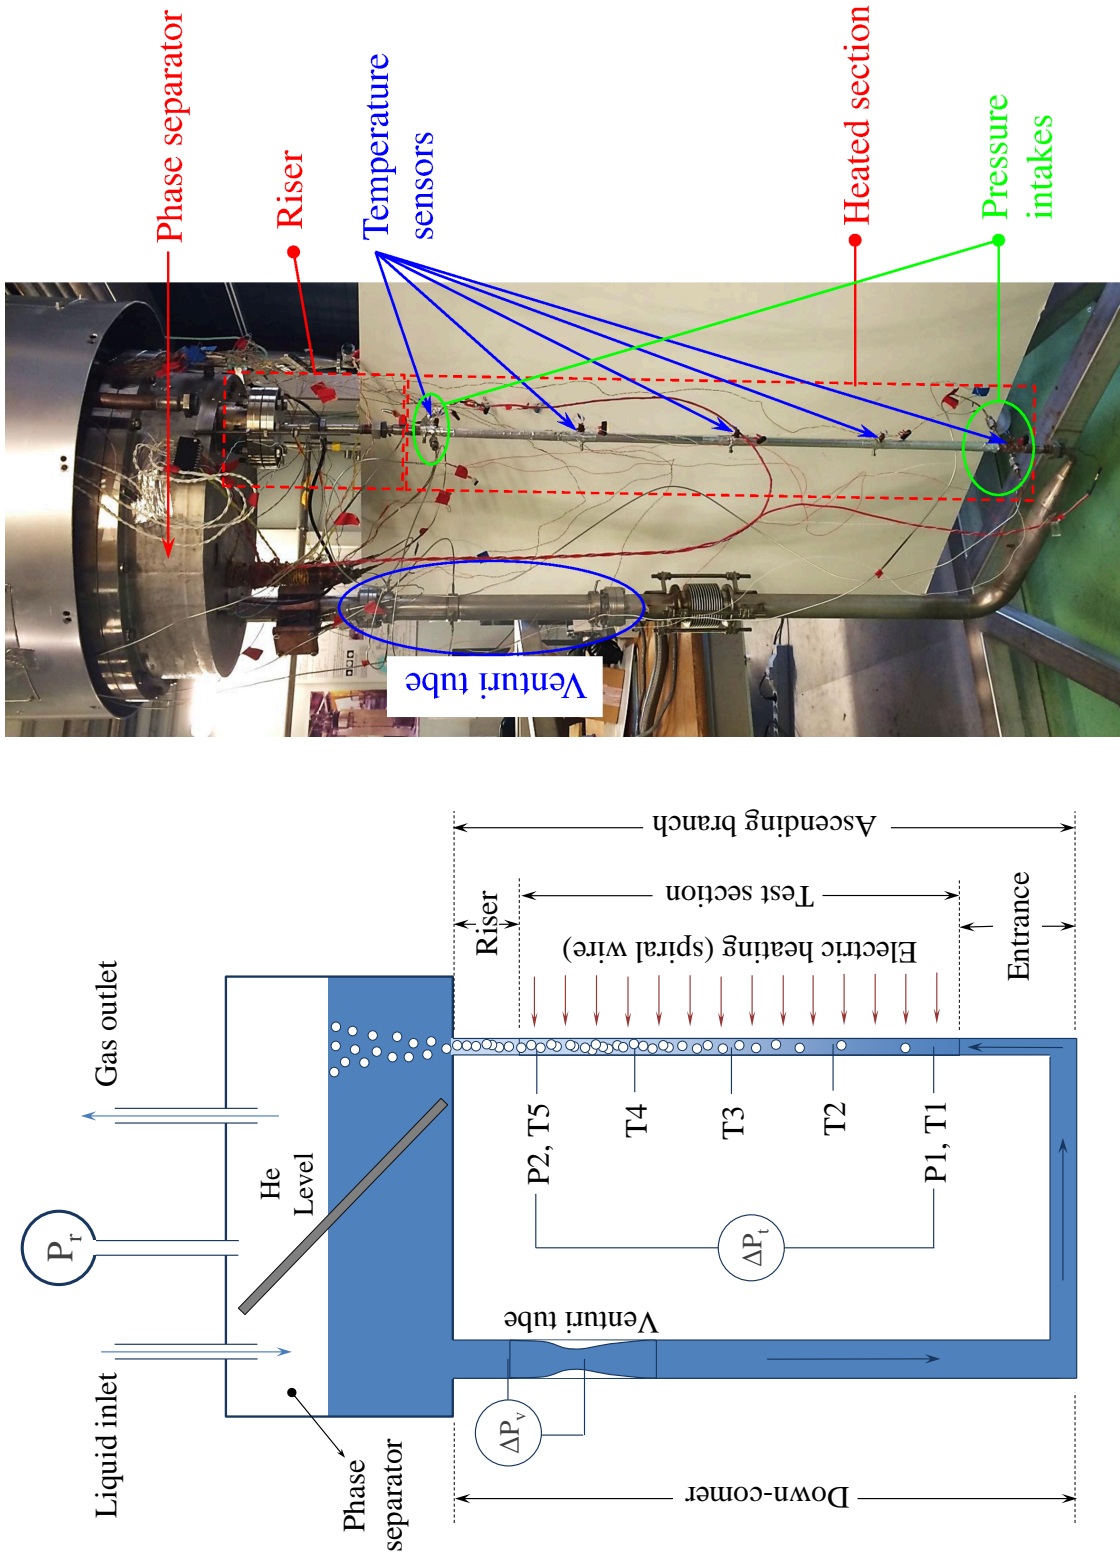 Liquid inlet
P_r
Gas outlet
He
Level
Phase
separator
ΔP_v
Venturi tube
ΔP_t
P2, T5
T4
T3
T2
P1, T1
Electric heating (spiral wire)
Riser
Test section
Entrance
Ascending branch
Down-comer
Phase separator
Riser
Temperature
sensors
Heated section
Pressure
intakes
Venturi tube